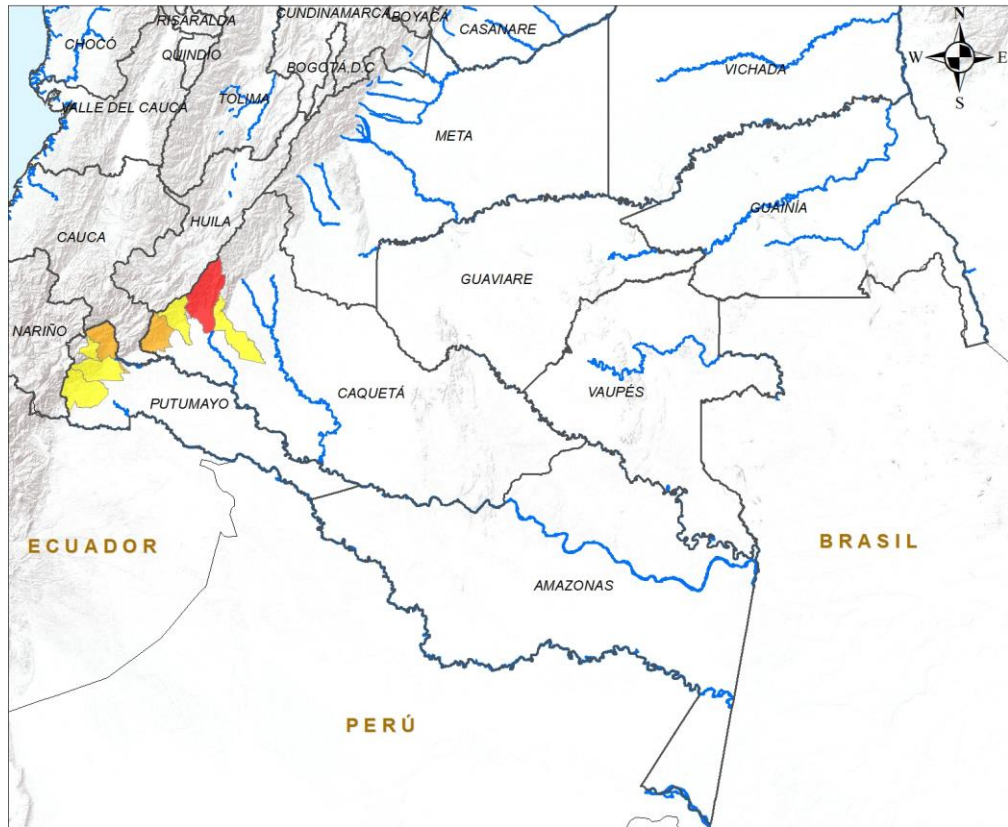 RISARALDA
CUNDINAMARCA
BOYACÁ
CASANARE
N
CHOCÓ
QUINDÍO
BOGOTÁ D.C
W
E
VICHADA
S
VALLE DEL CAUCA
TOLIMA
META
GUAINÍA
HUILA
CAUCA
GUAVIARE
NARIÑO
CAQUETÁ
VAUPÉS
PUTUMAYO
ECUADOR
BRASIL
AMAZONAS
PERÚ